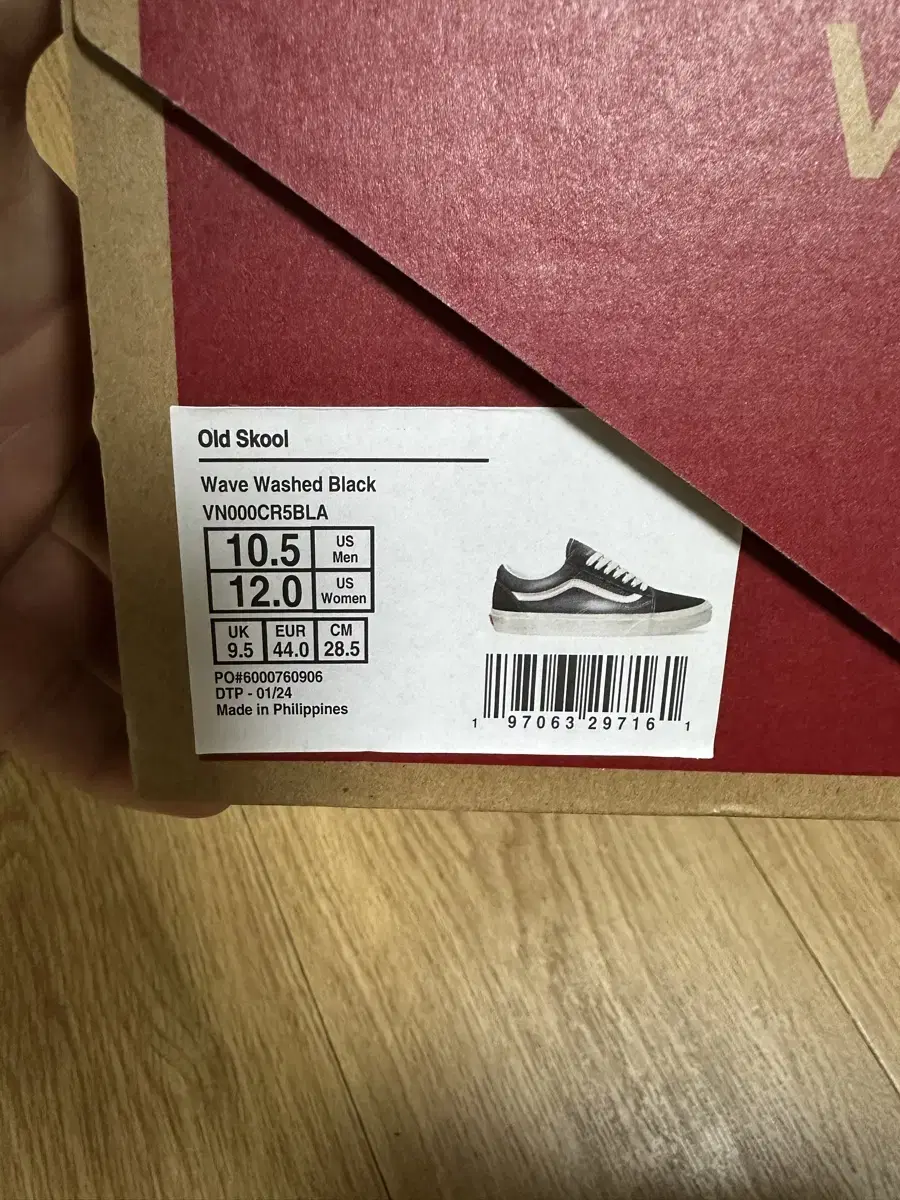 V
Old Skool
Wave Washed Black
VN000CR5BLA
10.5 US Men
12.0 US Women
UK EUR CM
9.5 44.0 28.5
PO#6000760906
DTP - 01/24
Made in Philippines
1 97063 29716 1